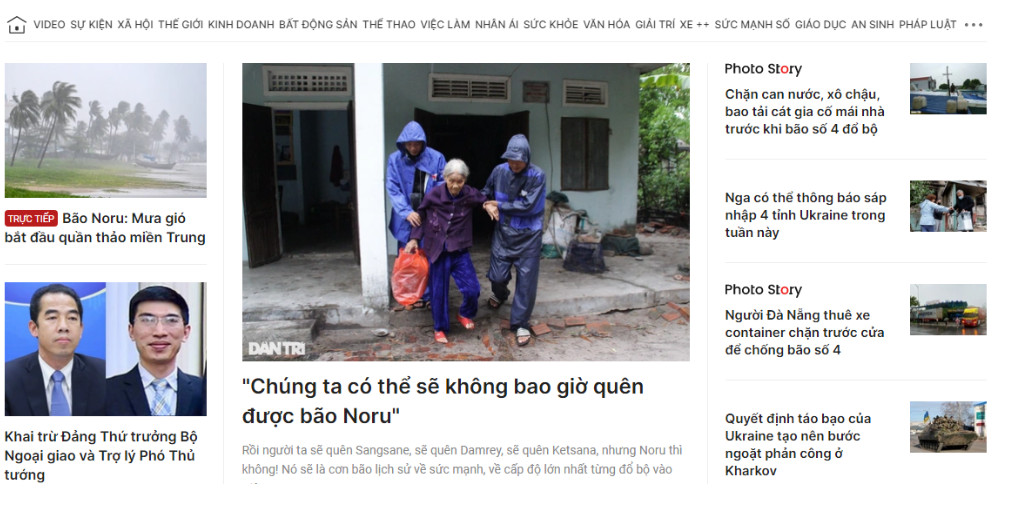 VIDEO SỰ KIỆN XÃ HỘI THẾ GIỚI KINH DOANH BẤT ĐỘNG SẢN THỂ THAO VIỆC LÀM NHÂN ÁI SỨC KHỎE VĂN HÓA GIẢI TRÍ XE ++ SỨC MẠNH SỐ GIÁO DỤC AN SINH PHÁP LUẬT
TRỰC TIẾP Bão Noru: Mưa gió
bắt đầu quần thảo miền Trung
Khai trừ Đảng Thứ trưởng Bộ
Ngoại giao và Trợ lý Phó Thủ
tướng
DÂN TRÍ
"Chúng ta có thể sẽ không bao giờ quên
được bão Noru"
Rồi người ta sẽ quên Sangsane, sẽ quên Damrey, sẽ quên Ketsana, nhưng Noru thì
không! Nó sẽ là cơn bão lịch sử về sức mạnh, về cấp độ lớn nhất từng đổ bộ vào
Photo Story
Chặn can nước, xô chậu,
bao tải cát gia cố mái nhà
trước khi bão số 4 đổ bộ
Nga có thể thông báo sáp
nhập 4 tỉnh Ukraine trong
tuần này
Photo Story
Người Đà Nẵng thuê xe
container chặn trước cửa
để chống bão số 4
Quyết định táo bạo của
Ukraine tạo nên bước
ngoặt phản công ở
Kharkov